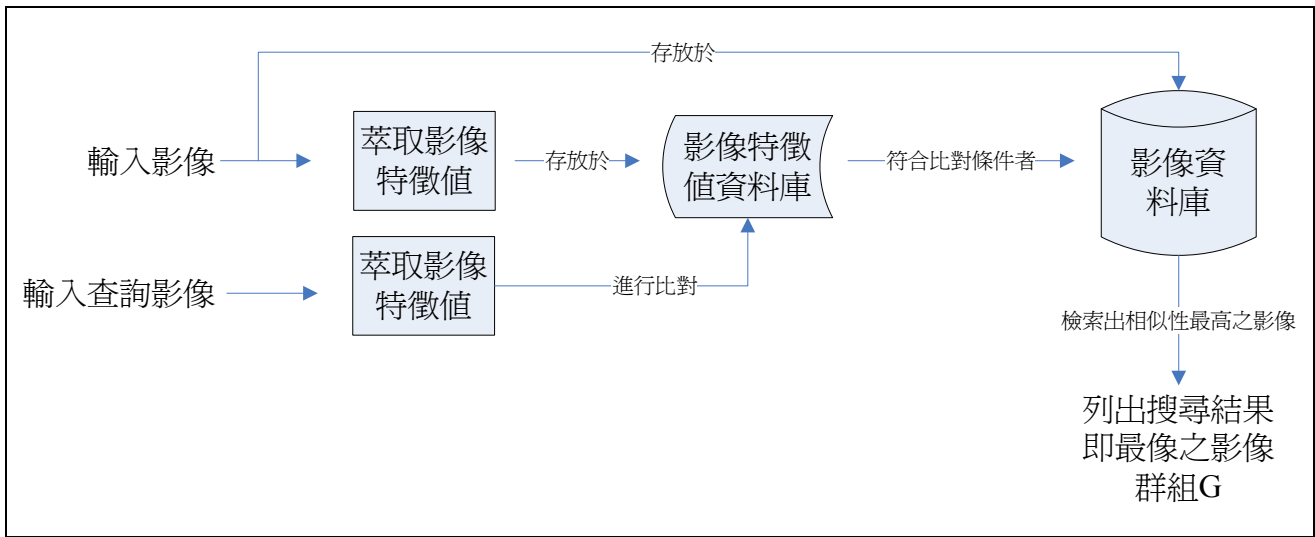 存放於
輸入影像
萃取影像
特徵值
存放於
影像特徵
值資料庫
符合比對條件者
影像資
料庫
輸入查詢影像
萃取影像
特徵值
進行比對
檢索出相似性最高之影像
列出搜尋結果
即最像之影像
群組G